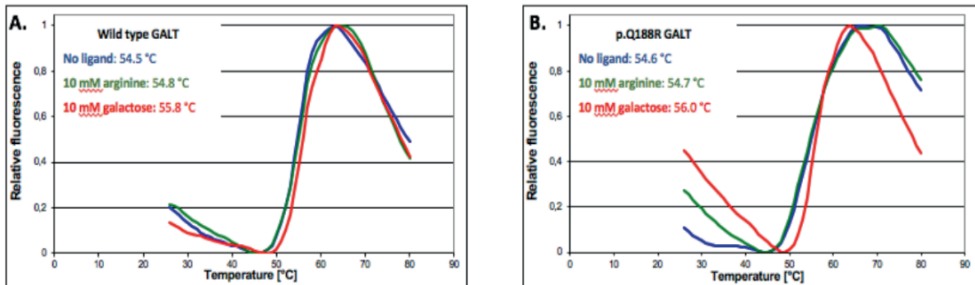 A.
Wild type GALT
No ligand: 54.5 °C
10 mM arginine: 54.8 °C
10 mM galactose: 55.8 °C
Relative fluorescence
1
0,8
0,6
0,4
0,2
0
0 10 20 30 40 50 60 70 80 90
Temperature [°C]
B.
p.Q188R GALT
No ligand: 54.6 °C
10 mM arginine: 54.7 °C
10 mM galactose: 56.0 °C
Relative fluorescence
1
0,8
0,6
0,4
0,2
0
0 10 20 30 40 50 60 70 80 90
Temperature [°C]